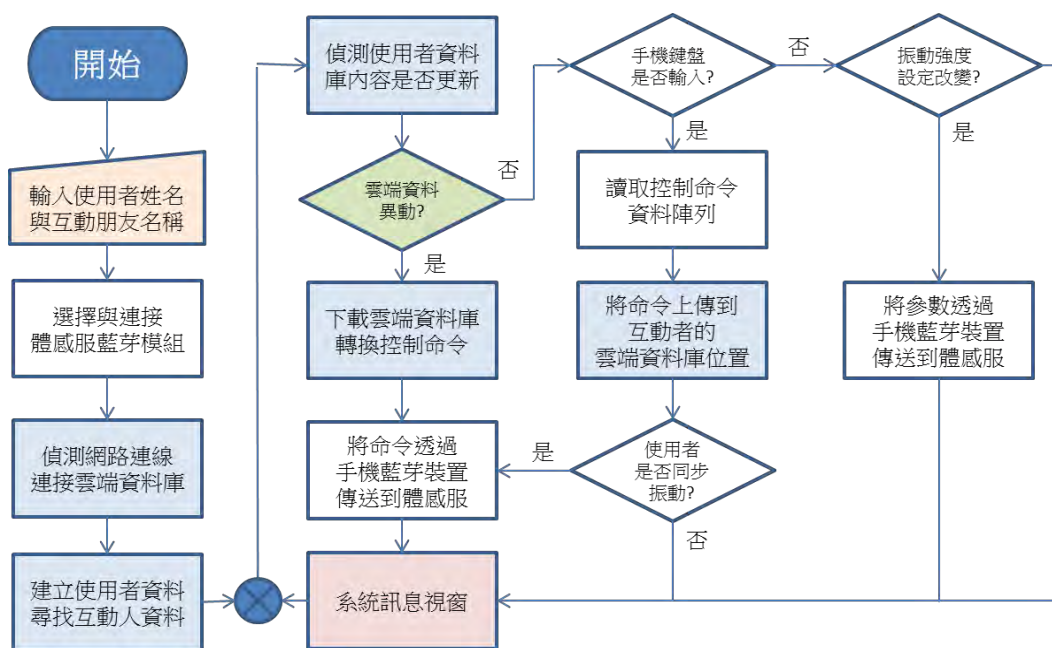 開始
輸入使用者姓名
與互動朋友名稱
選擇與連接
體感服藍芽模組
偵測網路連線
連接雲端資料庫
建立使用者資料
尋找互動人資料
偵測使用者資料
庫內容是否更新
雲端資料
異動?
否
是
下載雲端資料庫
轉換控制命令
將命令透過
手機藍芽裝置
傳送到體感服
系統訊息視窗
手機鍵盤
是否輸入?
否
是
讀取控制命令
資料陣列
將命令上傳到
互動者的
雲端資料庫位置
使用者
是否同步
振動?
是
否
振動強度
設定改變?
是
將參數透過
手機藍芽裝置
傳送到體感服